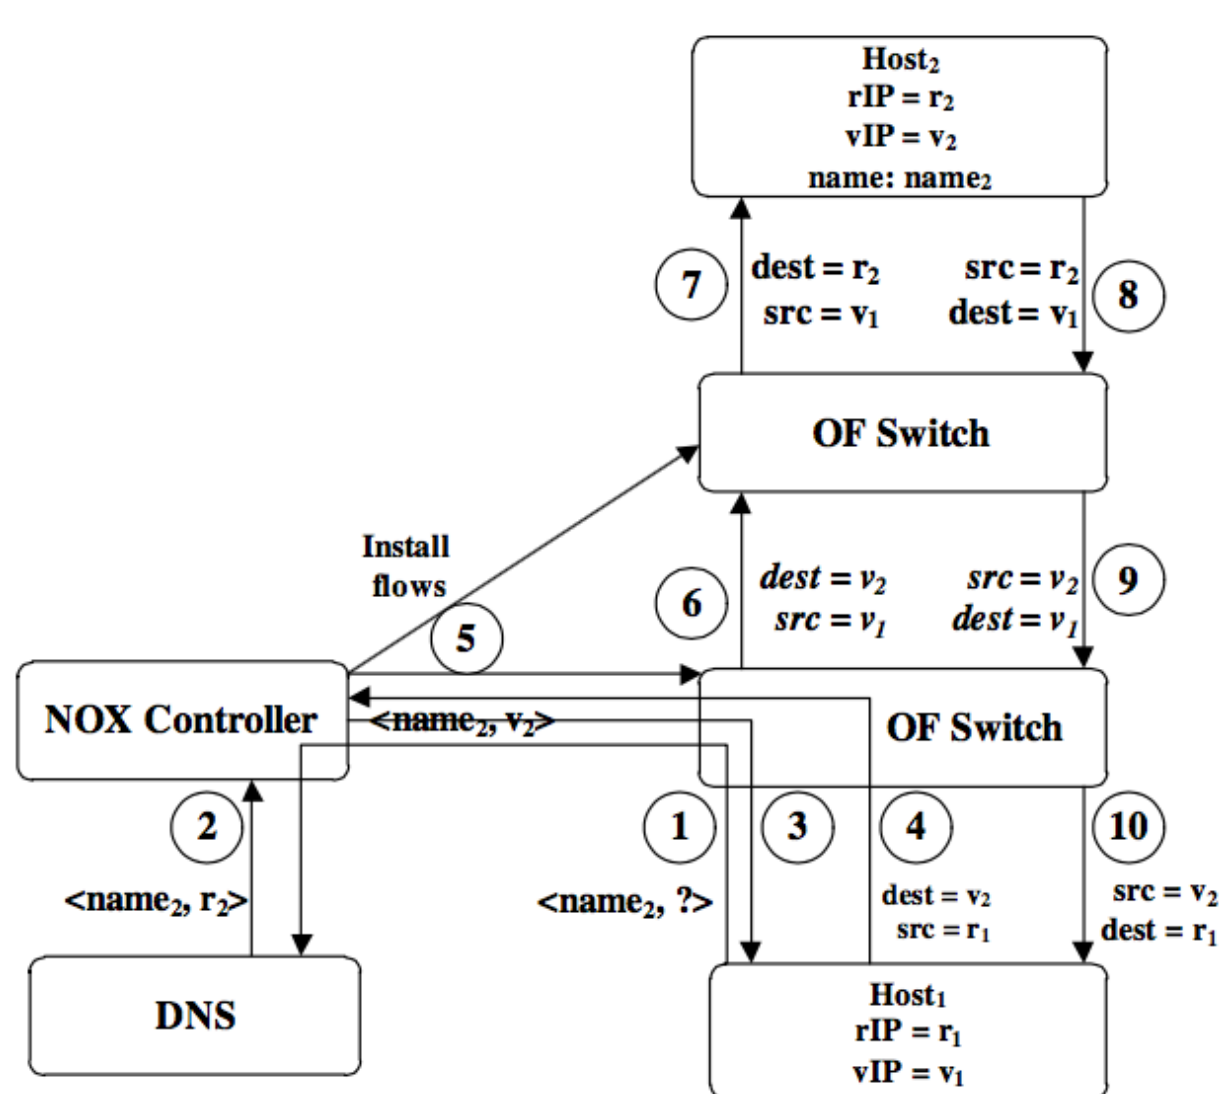 Host₂
rIP = r₂
vIP = v₂
name: name₂
7
dest = r₂
src = v₁
src = r₂
dest = v₁
8
OF Switch
Install
flows
5
6
dest = v₂
src = v₁
src = v₂
dest = v₁
9
NOX Controller
<name₂, v₂>
OF Switch
2
<name₂, r₂>
1
<name₂, ?>
3
4
dest = v₂
src = r₁
10
src = v₂
dest = r₁
DNS
Host₁
rIP = r₁
vIP = v₁